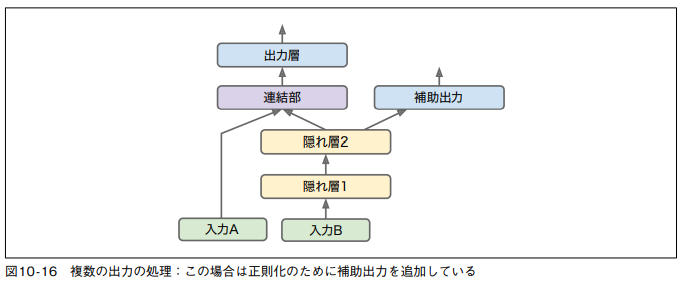 出力層
連結部
補助出力
隠れ層2
隠れ層1
入力A
入力B
図10-16 複数の出力の処理：この場合は正則化のために補助出力を追加している